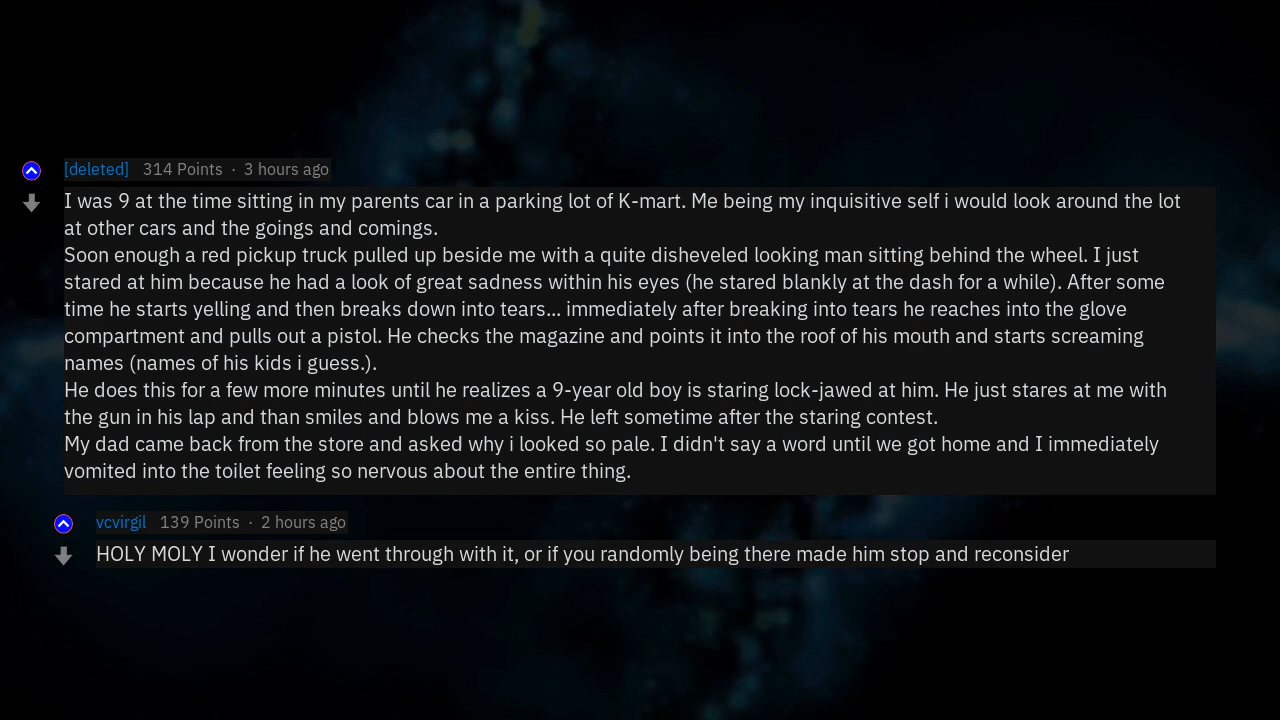 [deleted] 314 Points · 3 hours ago
I was 9 at the time sitting in my parents car in a parking lot of K-mart. Me being my inquisitive self i would look around the lot
at other cars and the goings and comings.
Soon enough a red pickup truck pulled up beside me with a quite disheveled looking man sitting behind the wheel. I just
stared at him because he had a look of great sadness within his eyes (he stared blankly at the dash for a while). After some
time he starts yelling and then breaks down into tears... immediately after breaking into tears he reaches into the glove
compartment and pulls out a pistol. He checks the magazine and points it into the roof of his mouth and starts screaming
names (names of his kids i guess.).
He does this for a few more minutes until he realizes a 9-year old boy is staring lock-jawed at him. He just stares at me with
the gun in his lap and than smiles and blows me a kiss. He left sometime after the staring contest.
My dad came back from the store and asked why i looked so pale. I didn't say a word until we got home and I immediately
vomited into the toilet feeling so nervous about the entire thing.
vcvirgil 139 Points · 2 hours ago
HOLY MOLY I wonder if he went through with it, or if you randomly being there made him stop and reconsider